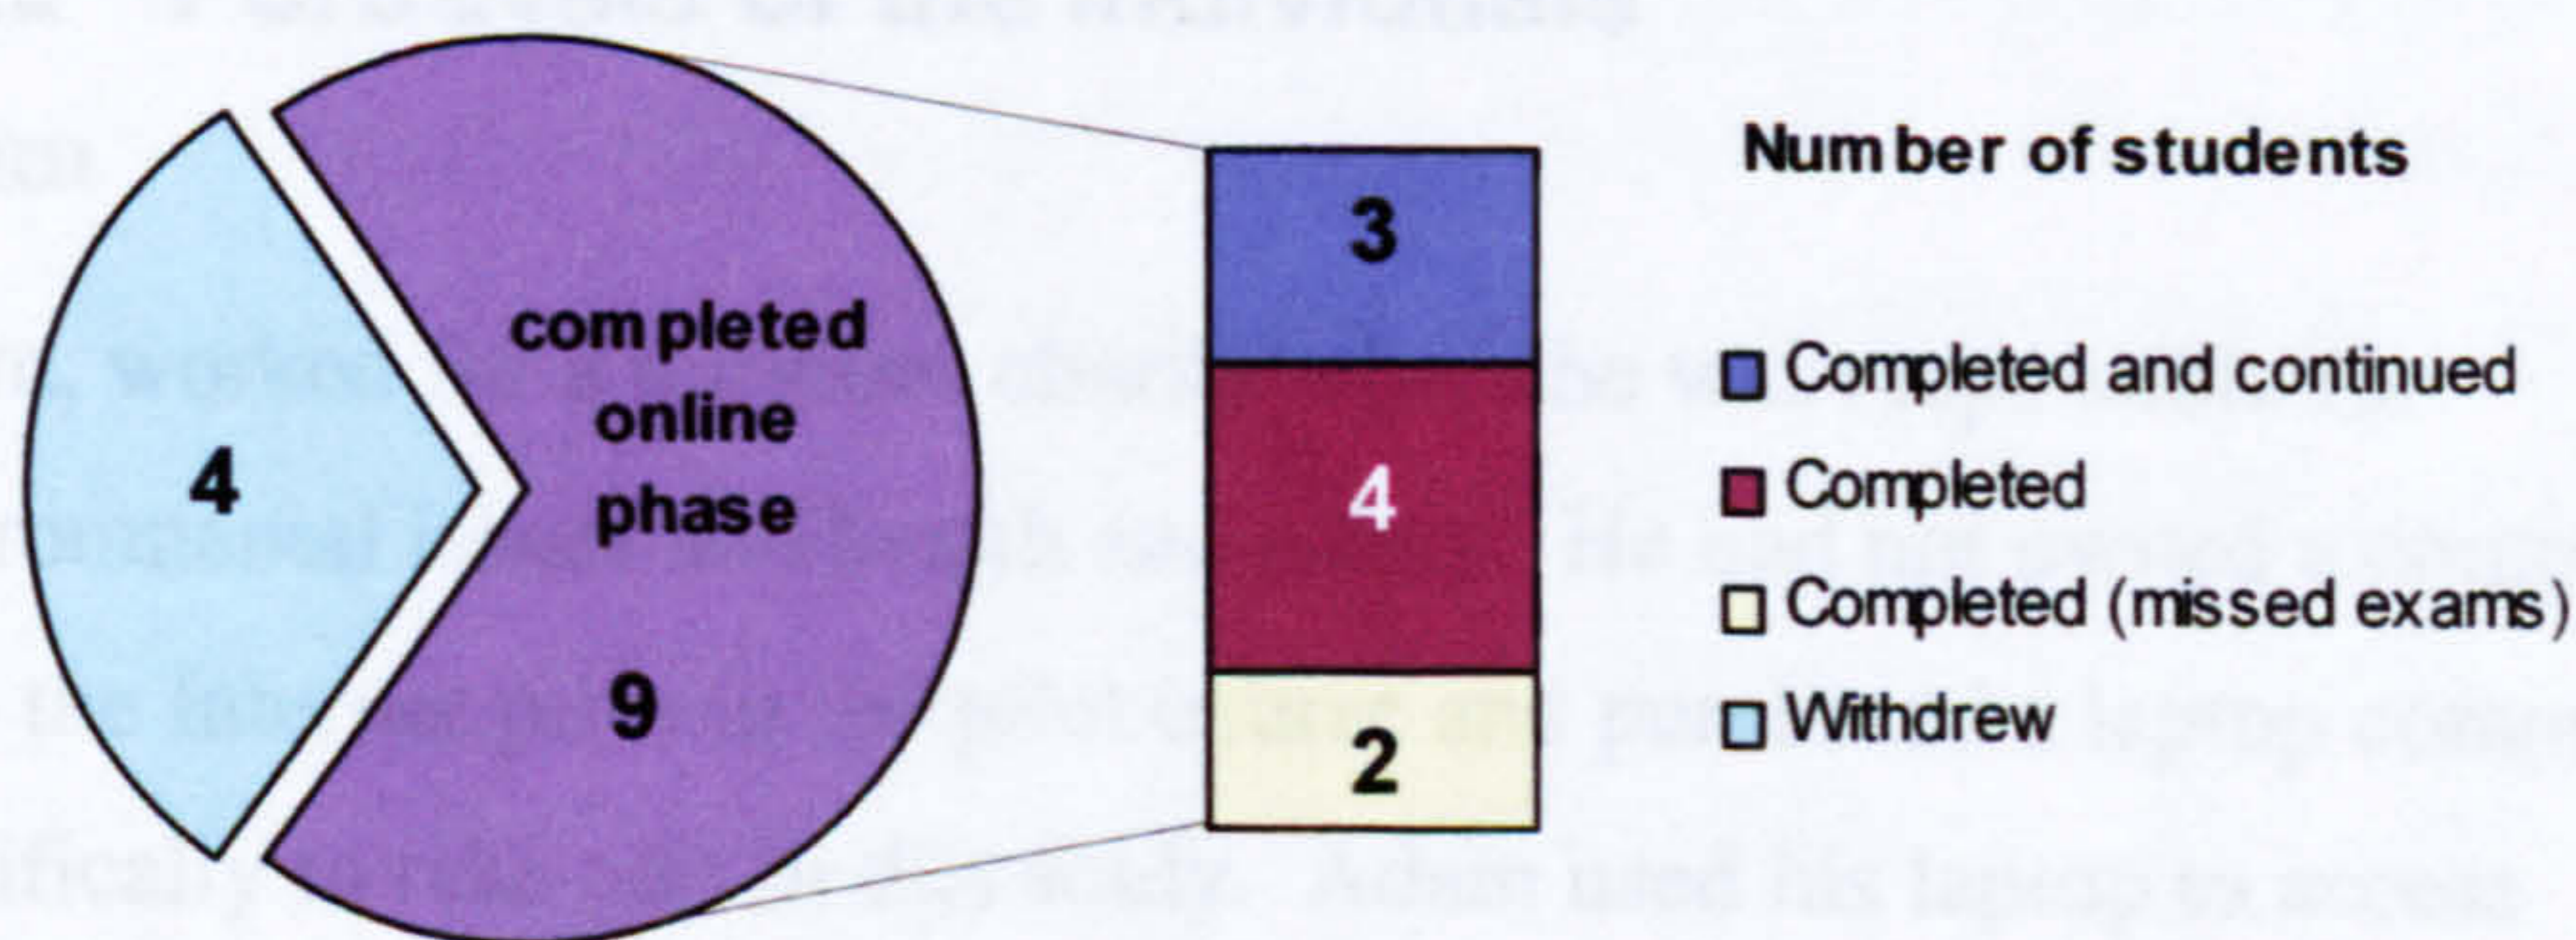 4
completed
online
phase
9
3
4
2
Number of students
Completed and continued
Completed
Completed (missed exams)
Withdrew